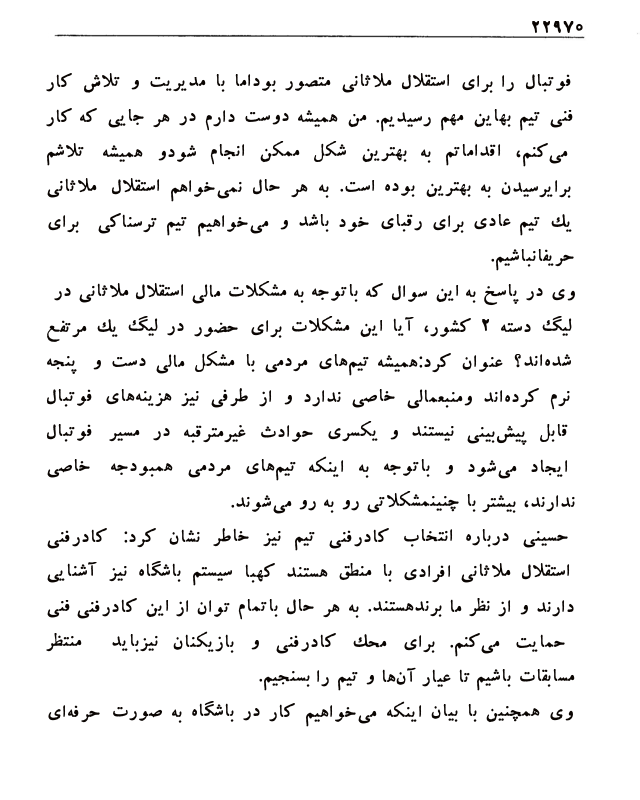 ۲۲۹۷۰
فوتبال را برای استقلال ملاثانی متصور بوداما با مدیریت و تلاش کار
فنی تیم بهاین مهم رسیدیم. من همیشه دوست دارم در هر جایی که کار
می‌کنم، اقداماتم به بهترین شکل ممکن انجام شودو همیشه تلاشم
برایرسیدن به بهترین بوده است. به هر حال نمی‌خواهم استقلال ملاثانی
یك تیم عادی برای رقبای خود باشد و می‌خواهیم تیم ترسناکی برای
حریفانباشیم.
وی در پاسخ به این سوال که باتوجه به مشکلات مالی استقلال ملاثانی در
لیگ دسته ۲ کشور، آیا این مشکلات برای حضور در لیگ یك مرتفع
شده‌اند؟ عنوان کرد:همیشه تیم‌های مردمی با مشکل مالی دست و پنجه
نرم کرده‌اند ومنبعمالی خاصی ندارد و از طرفی نیز هزینه‌های فوتبال
قابل پیش‌بینی نیستند و یکسری حوادث غیرمترقبه در مسیر فوتبال
ایجاد می‌شود و باتوجه به اینکه تیم‌های مردمی همبودجه خاصی
ندارند، بیشتر با چنینمشکلاتی رو به رو می‌شوند.
حسینی درباره انتخاب کادرفنی تیم نیز خاطر نشان کرد: کادرفنی
استقلال ملاثانی افرادی با منطق هستند کهبا سیستم باشگاه نیز آشنایی
دارند و از نظر ما برندهستند. به هر حال باتمام توان از این کادرفنی فنی
حمایت می‌کنم. برای محك کادرفنی و بازیکنان نیزباید منتظر
مسابقات باشیم تا عیار آن‌ها و تیم را بسنجیم.
وی همچنین با بیان اینکه می‌خواهیم کار در باشگاه به صورت حرفه‌ای